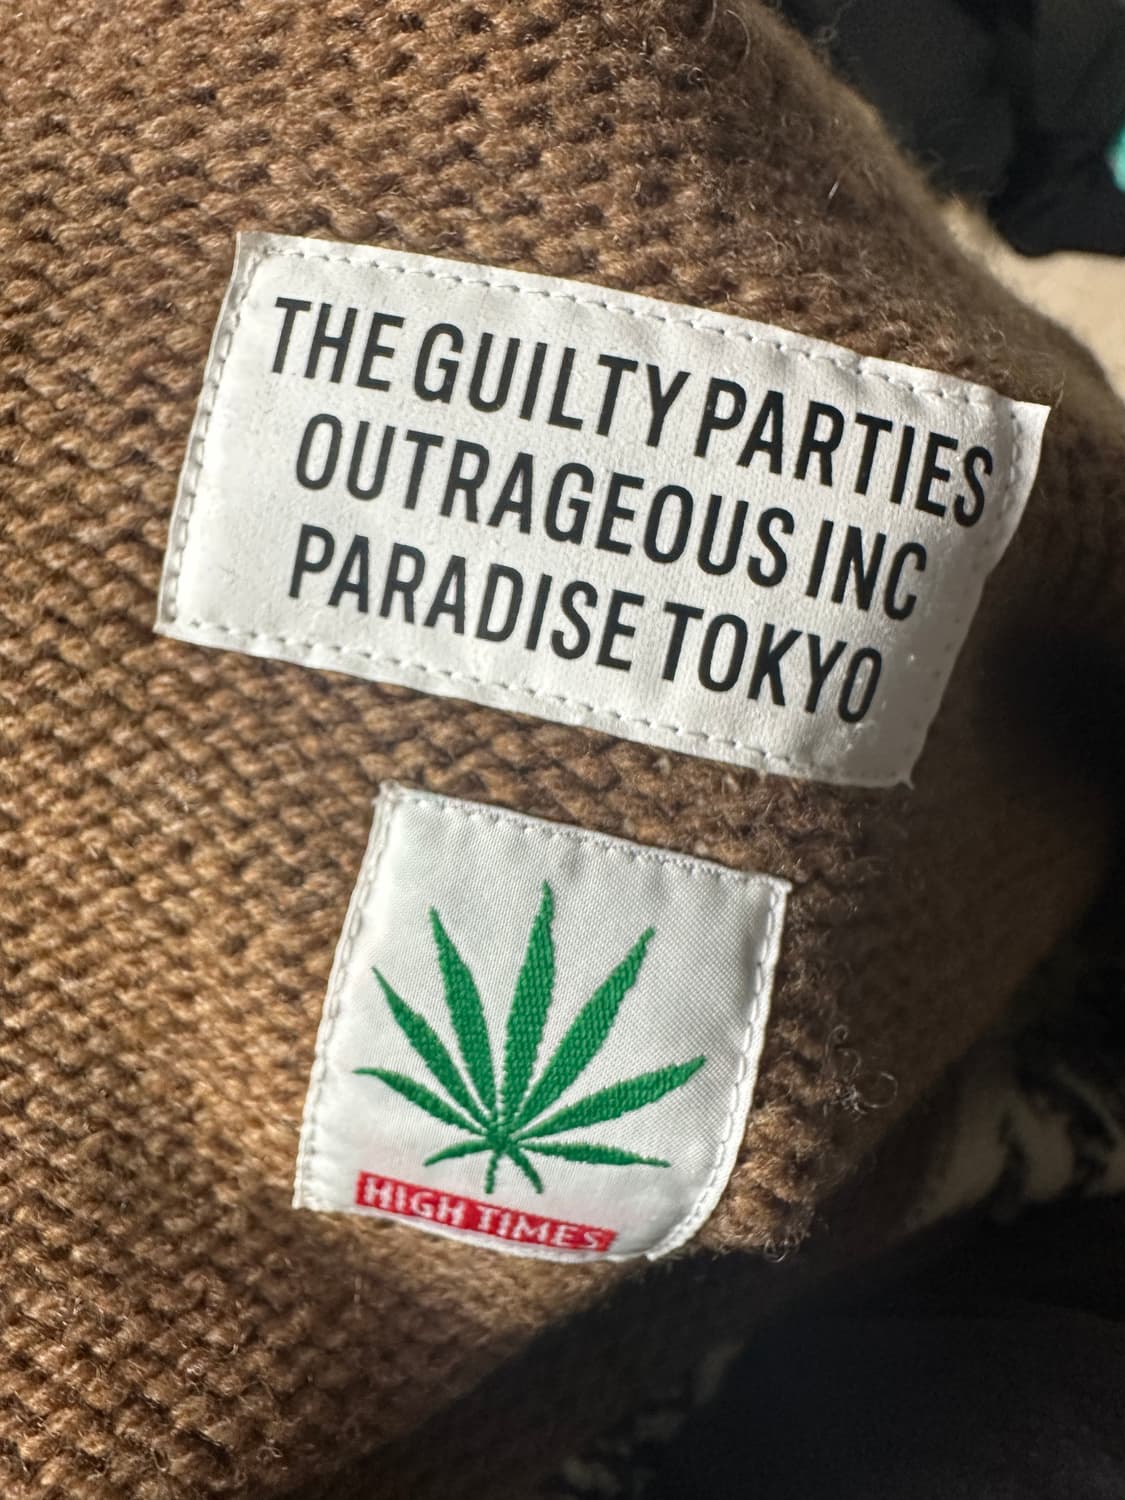 THE GUILTY PARTIES
OUTRAGEOUS INC
PARADISE TOKYO
HIGH TIMES